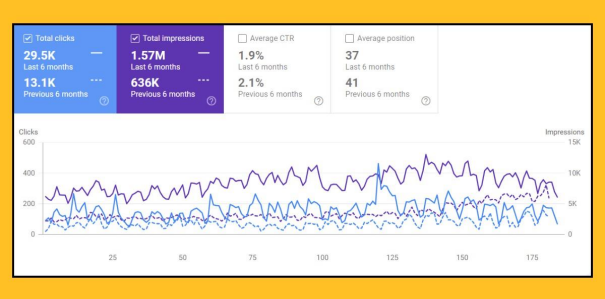 Total clicks
29.5K
Last 6 months
13.1K
Previous 6 months
Total impressions
1.57M
Last 6 months
636K
Previous 6 months
Average CTR
1.9%
Last 6 months
2.1%
Previous 6 months
Average position
37
Last 6 months
41
Previous 6 months
Clicks Impressions
600 15K
400 10K
200 5K
0 0
25 50 75 100 125 150 175